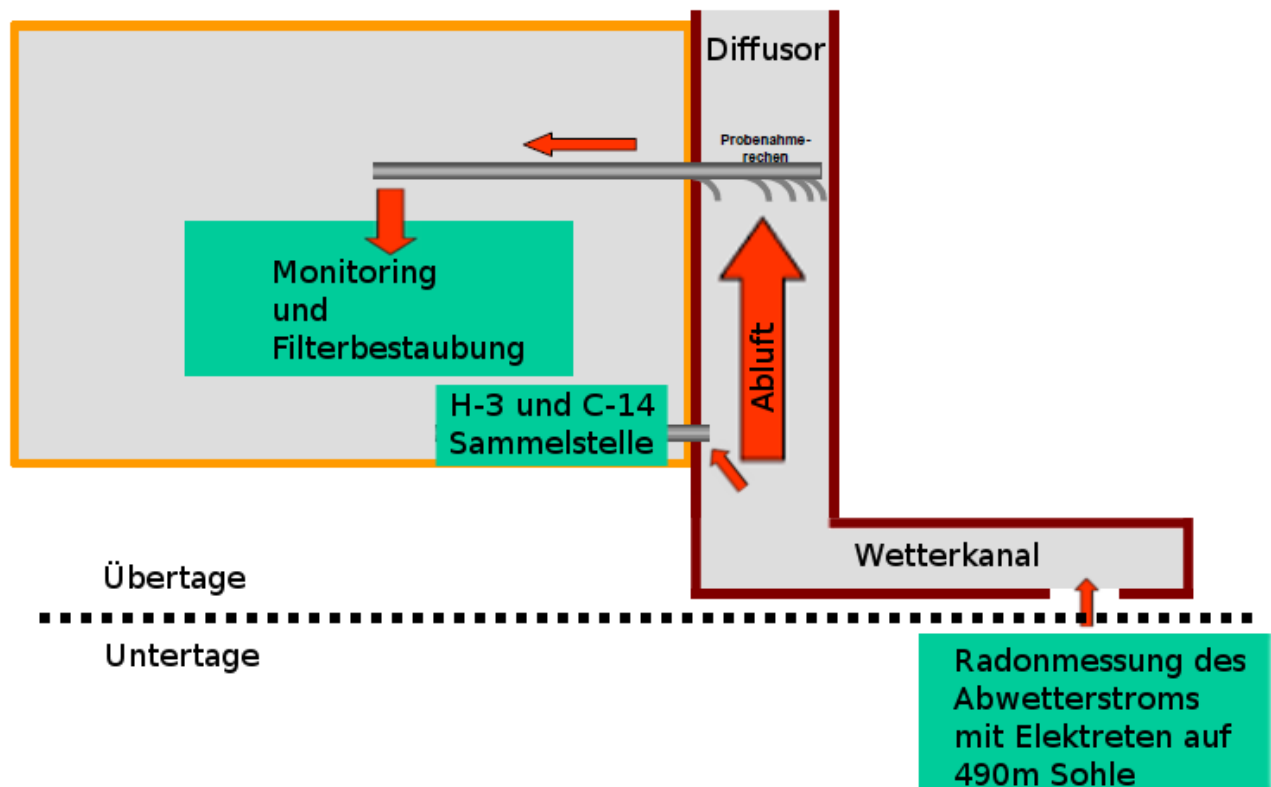 Diffusor
Probenahme-
rechen
Monitoring
und
Filterbestaubung
Abluft
H-3 und C-14
Sammelstelle
Wetterkanal
Übertage
Untertage
Radonmessung des
Abwetterstroms
mit Elektreten auf
490m Sohle